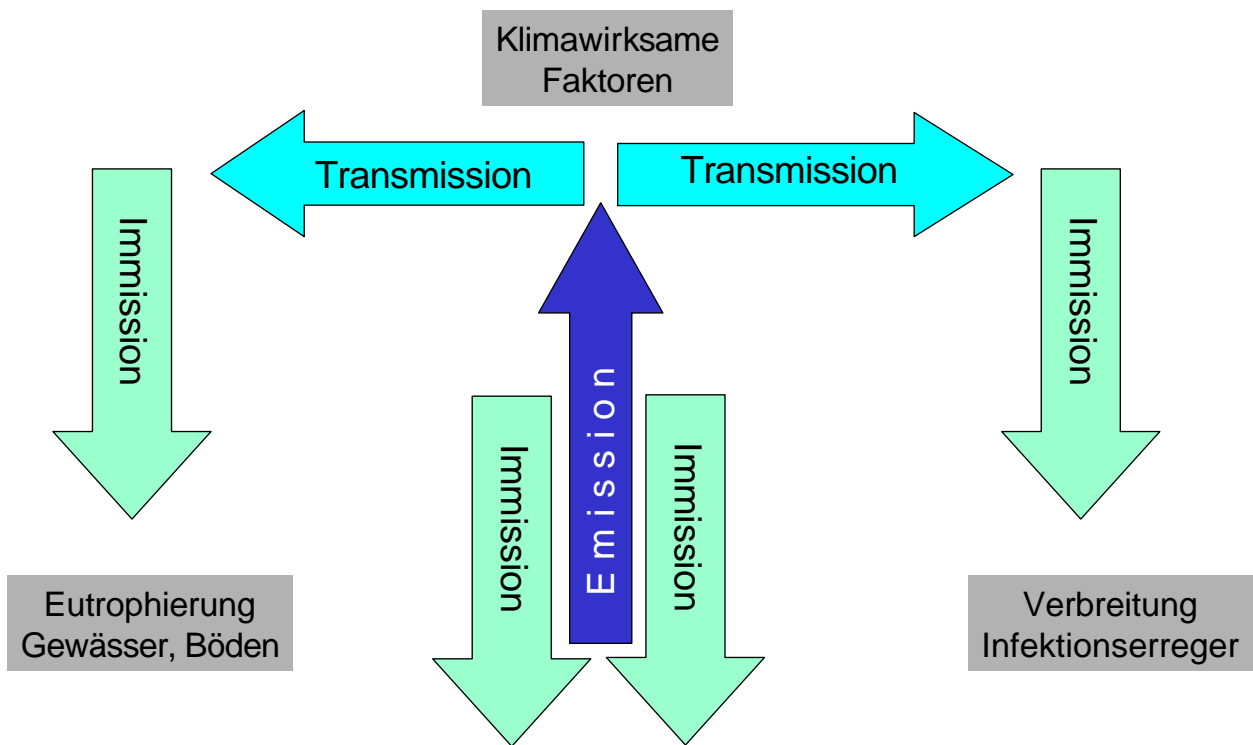 Klimawirksame
Faktoren
Transmission
Transmission
Immission
Immission
Immission
Emission
Immission
Eutrophierung
Gewässer, Böden
Verbreitung
Infektionserreger